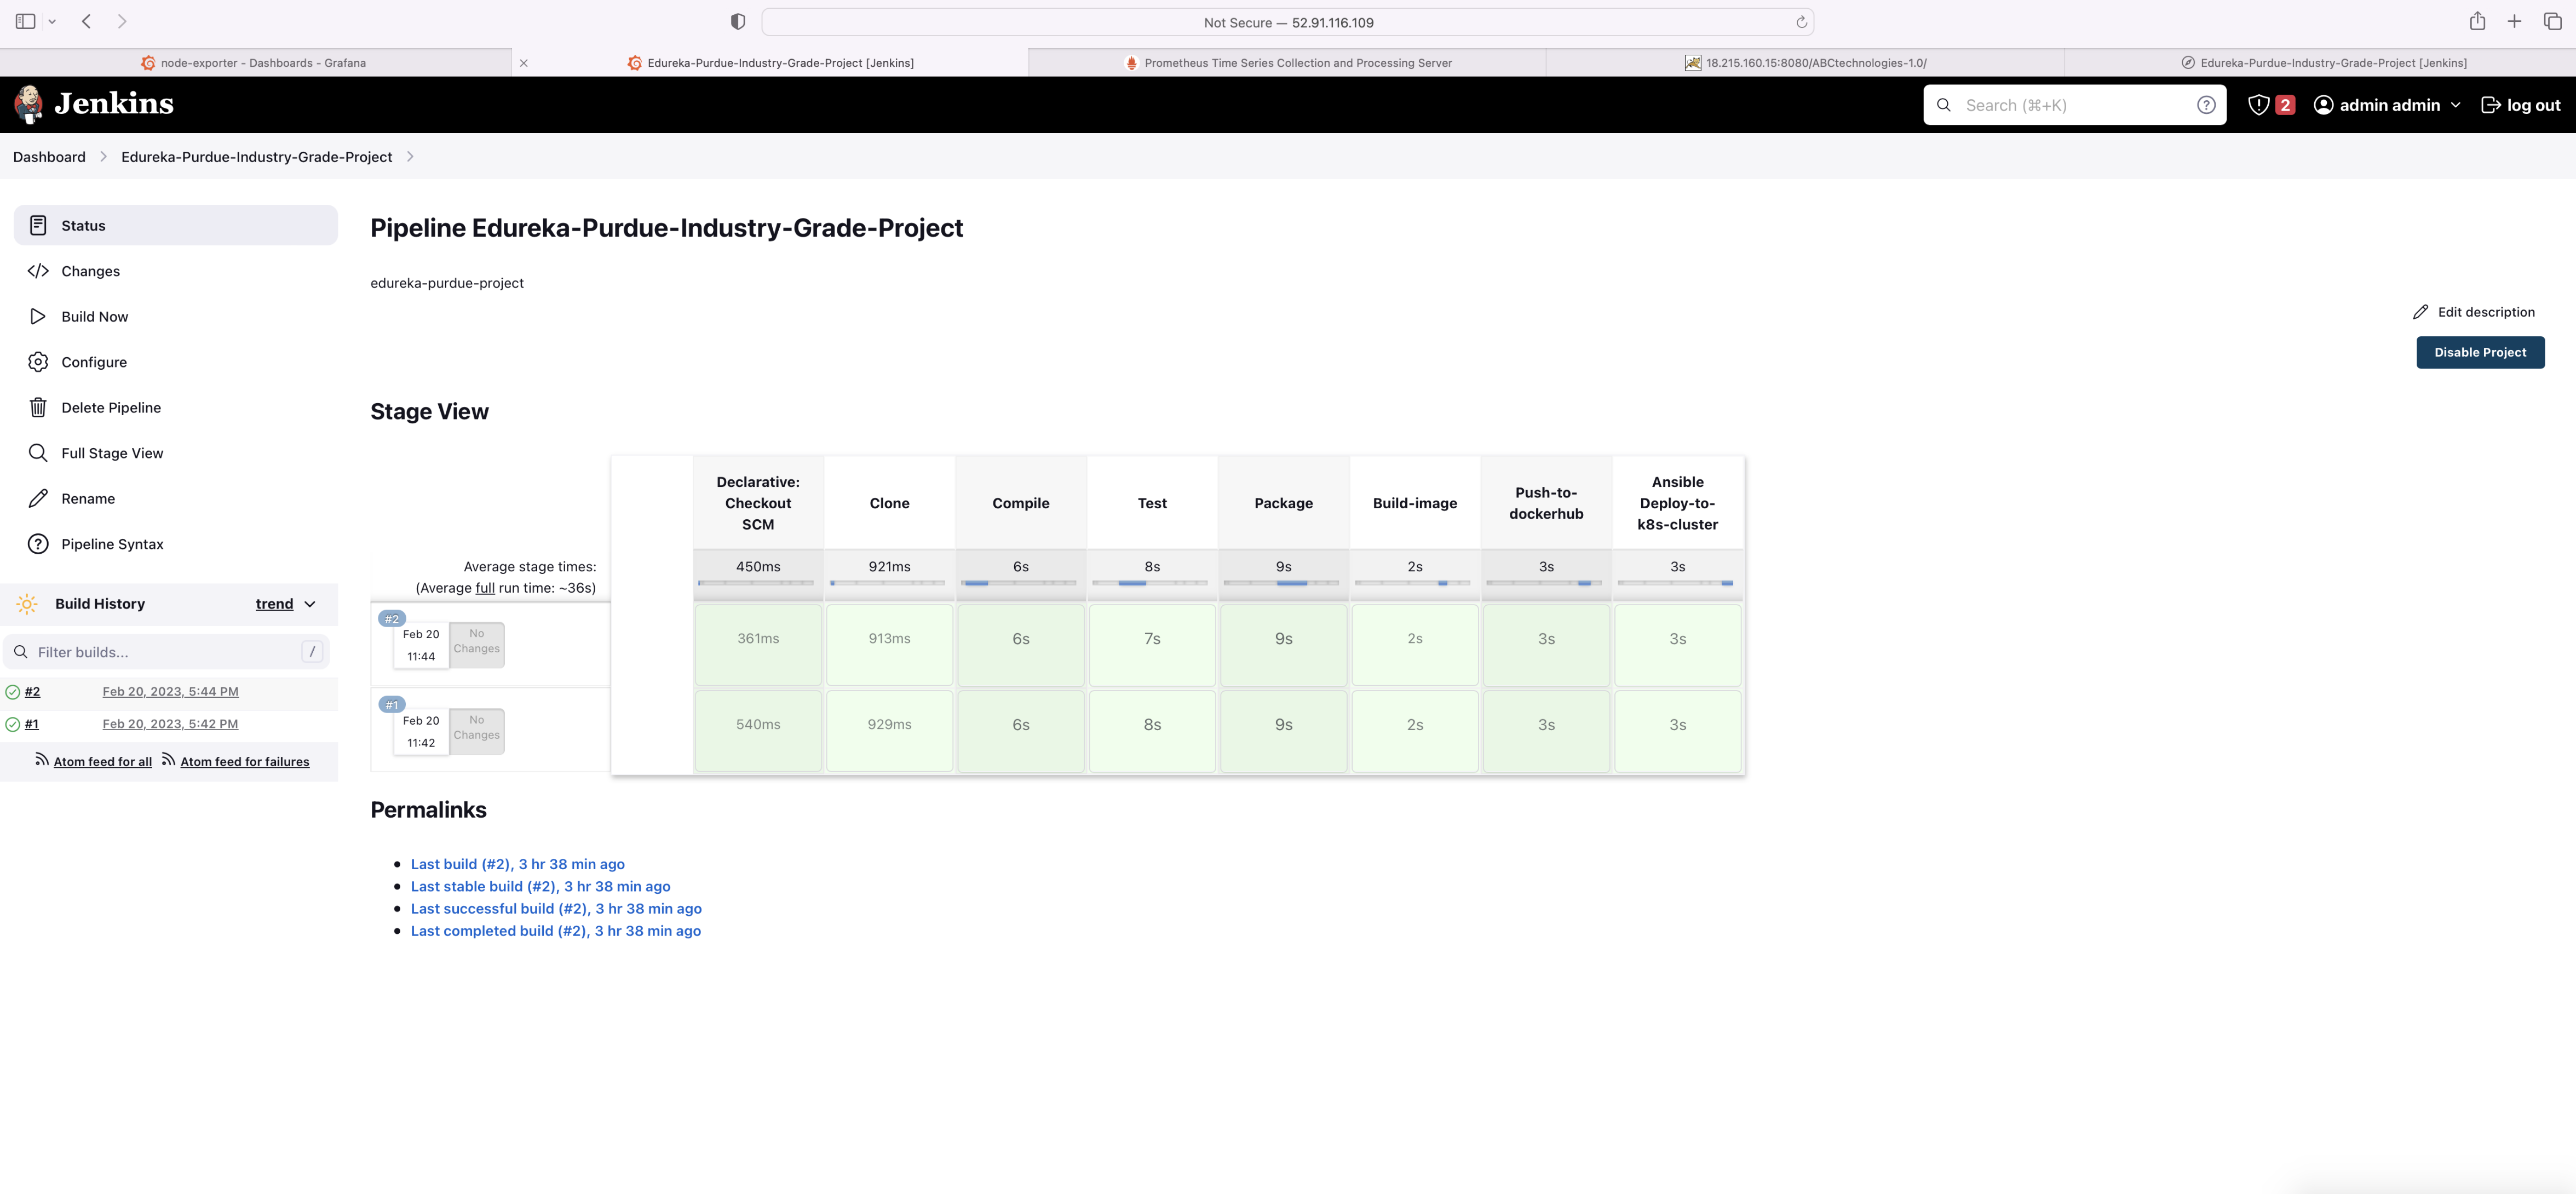 Not Secure — 52.91.116.109
node-exporter - Dashboards - Grafana
Edureka-Purdue-Industry-Grade-Project [Jenkins]
Prometheus Time Series Collection and Processing Server
18.215.160.15:8080/ABCtechnologies-1.0/
Edureka-Purdue-Industry-Grade-Project [Jenkins]
Jenkins
Search (⌘+K)
2
admin admin
log out
Dashboard
Edureka-Purdue-Industry-Grade-Project
Status
Changes
Build Now
Configure
Delete Pipeline
Full Stage View
Rename
Pipeline Syntax
Build History
trend
Filter builds...
/
#2 Feb 20, 2023, 5:44 PM
#1 Feb 20, 2023, 5:42 PM
Atom feed for all Atom feed for failures
Pipeline Edureka-Purdue-Industry-Grade-Project
edureka-purdue-project
Edit description
Disable Project
Stage View
Declarative:
Checkout
SCM
Clone
Compile
Test
Package
Build-image
Push-to-
dockerhub
Ansible
Deploy-to-
k8s-cluster
Average stage times:
(Average full run time: ~36s)
450ms 921ms 6s 8s 9s 2s 3s 3s
#2
Feb 20
11:44
No
Changes
361ms 913ms 6s 7s 9s 2s 3s 3s
#1
Feb 20
11:42
No
Changes
540ms 929ms 6s 8s 9s 2s 3s 3s
Permalinks
Last build (#2), 3 hr 38 min ago
Last stable build (#2), 3 hr 38 min ago
Last successful build (#2), 3 hr 38 min ago
Last completed build (#2), 3 hr 38 min ago